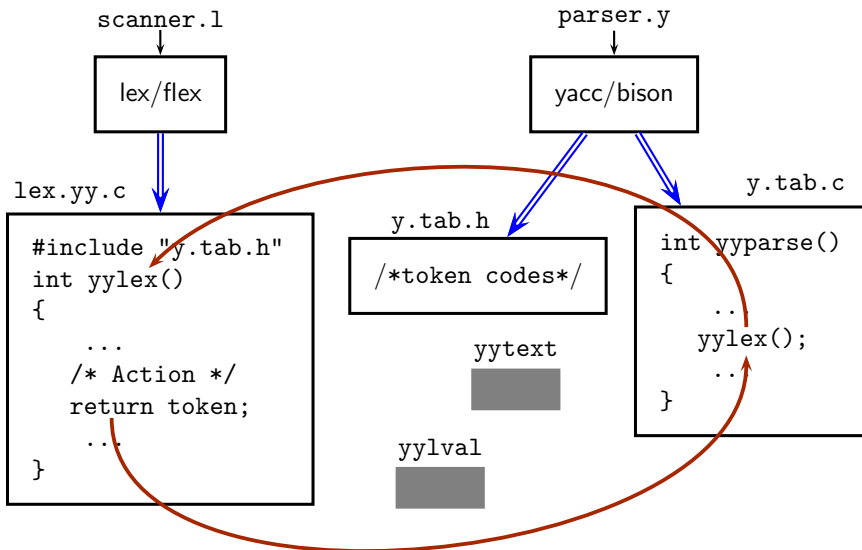 scanner.l
parser.y
lex/flex
yacc/bison
lex.yy.c
y.tab.h
y.tab.c
#include "y.tab.h"
int yylex()
{
...
/* Action */
return token;
...
}
/*token codes*/
yytext
yylval
int yyparse()
{
...
yylex();
...
}